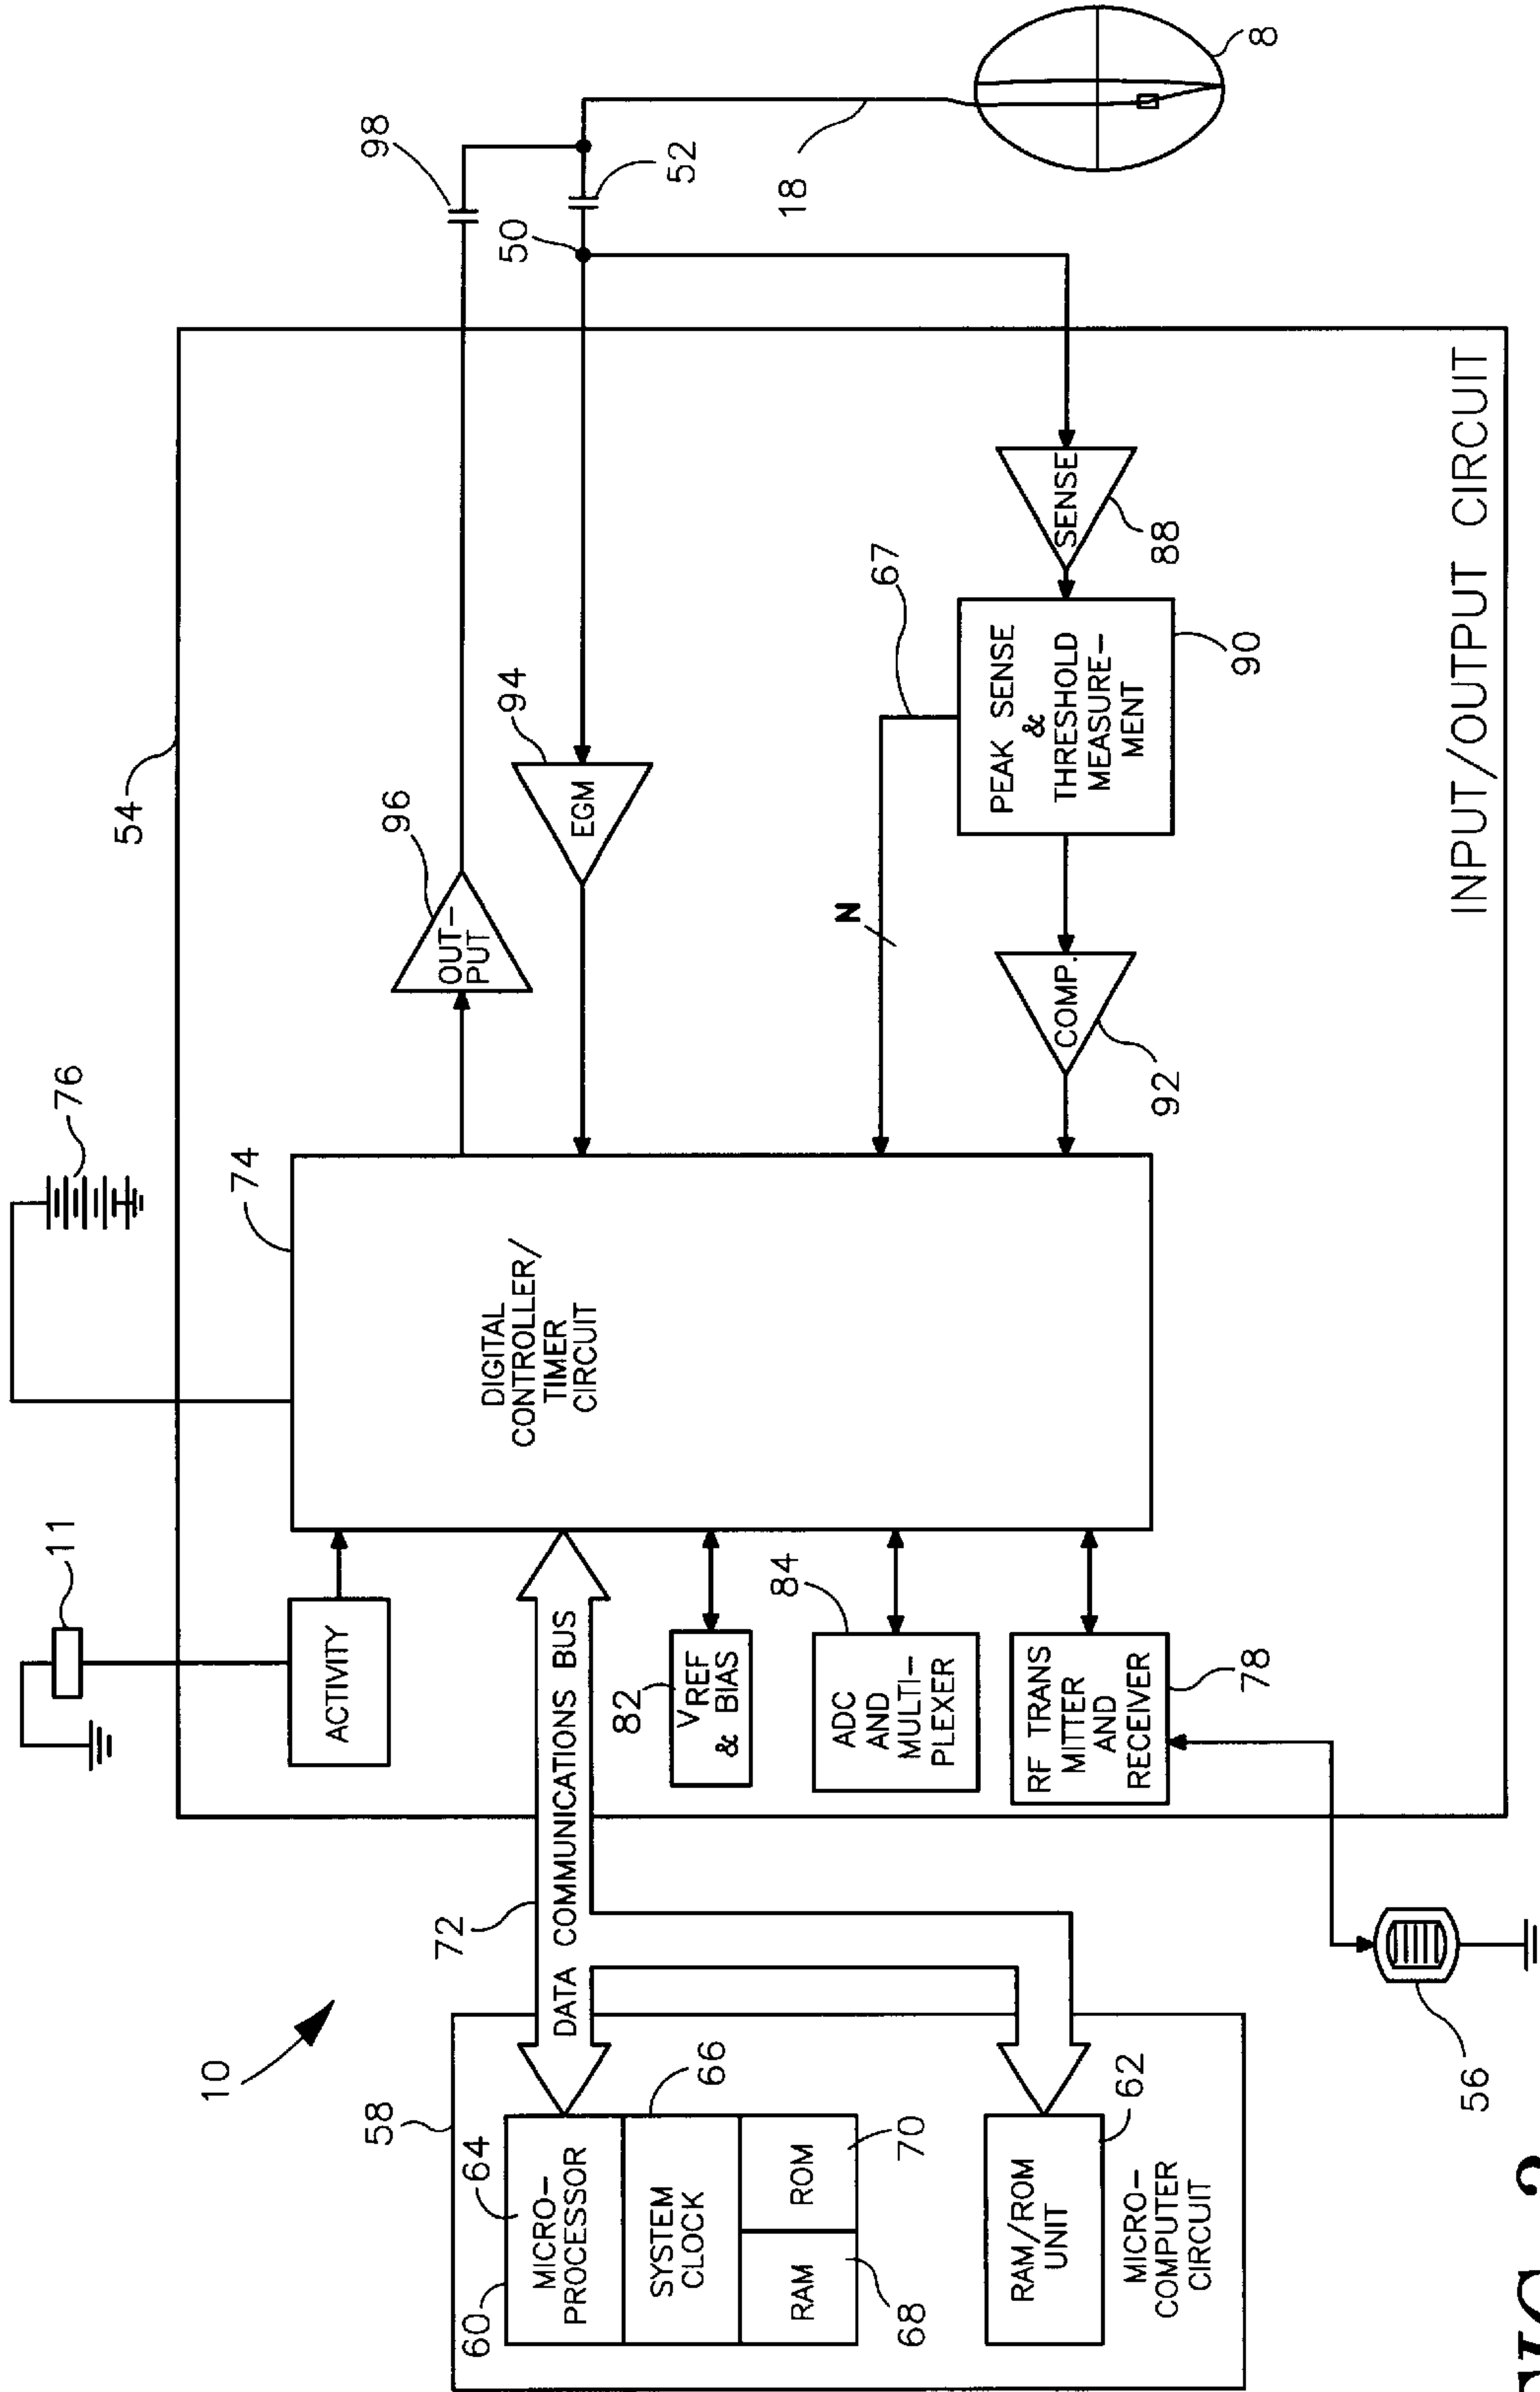 10
58
60
64
MICRO-
PROCESSOR
66
SYSTEM
CLOCK
RAM
ROM
68
70
RAM/ROM
UNIT
62
MICRO-
COMPUTER
CIRCUIT
72
DATA COMMUNICATIONS BUS
56
11
76
54
ACTIVITY
82
VREF
& BIAS
84
ADC
AND
MULTI-
PLEXER
RF TRANS
MITTER
AND
RECEIVER
78
74
DIGITAL
CONTROLLER/
TIMER
CIRCUIT
96
OUT-
PUT
94
EGM
N
67
COMP.
92
PEAK SENSE
&
THRESHOLD
MEASURE-
MENT
90
SENSE
88
INPUT/OUTPUT CIRCUIT
98
50
52
18
8